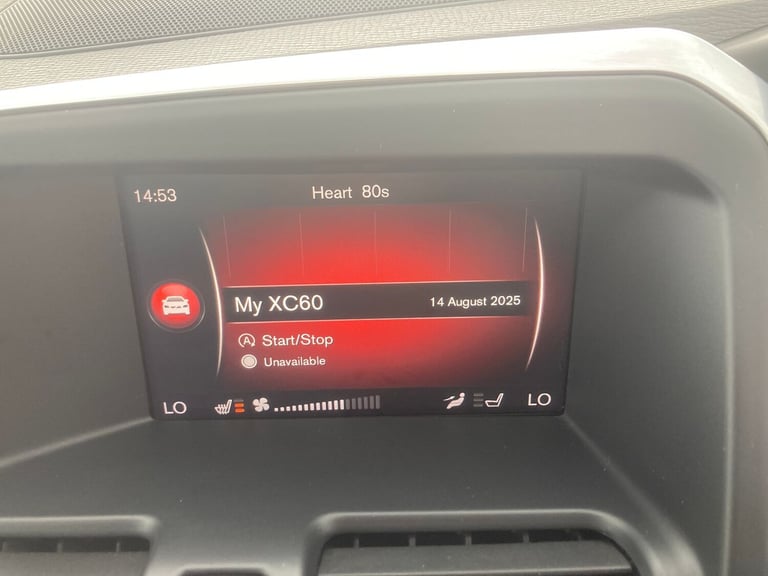 14:53
Heart 80s
My XC60
14 August 2025
Start/Stop
Unavailable
LO
LO